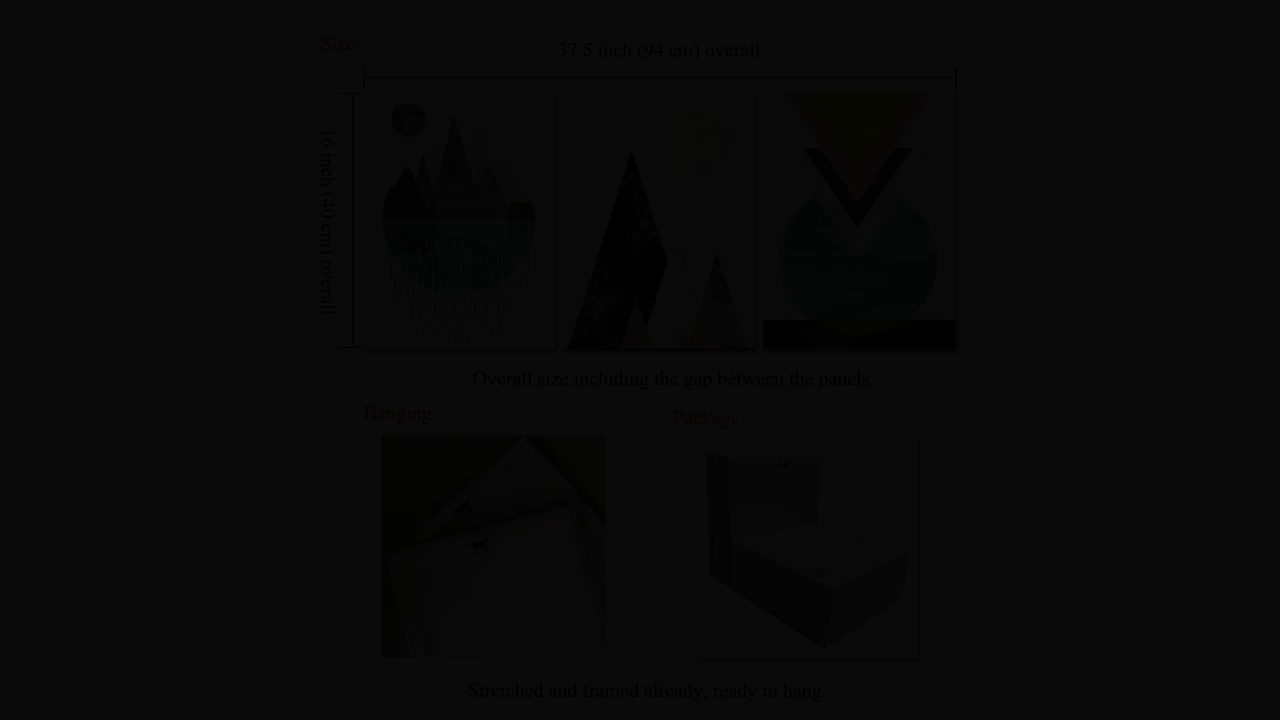 Size:
37.5 inch (94 cm) overall
16 inch (40 cm) overall
Overall size including the gap between the panels.
Hanging
Package
Stretched and framed already, ready to hang.